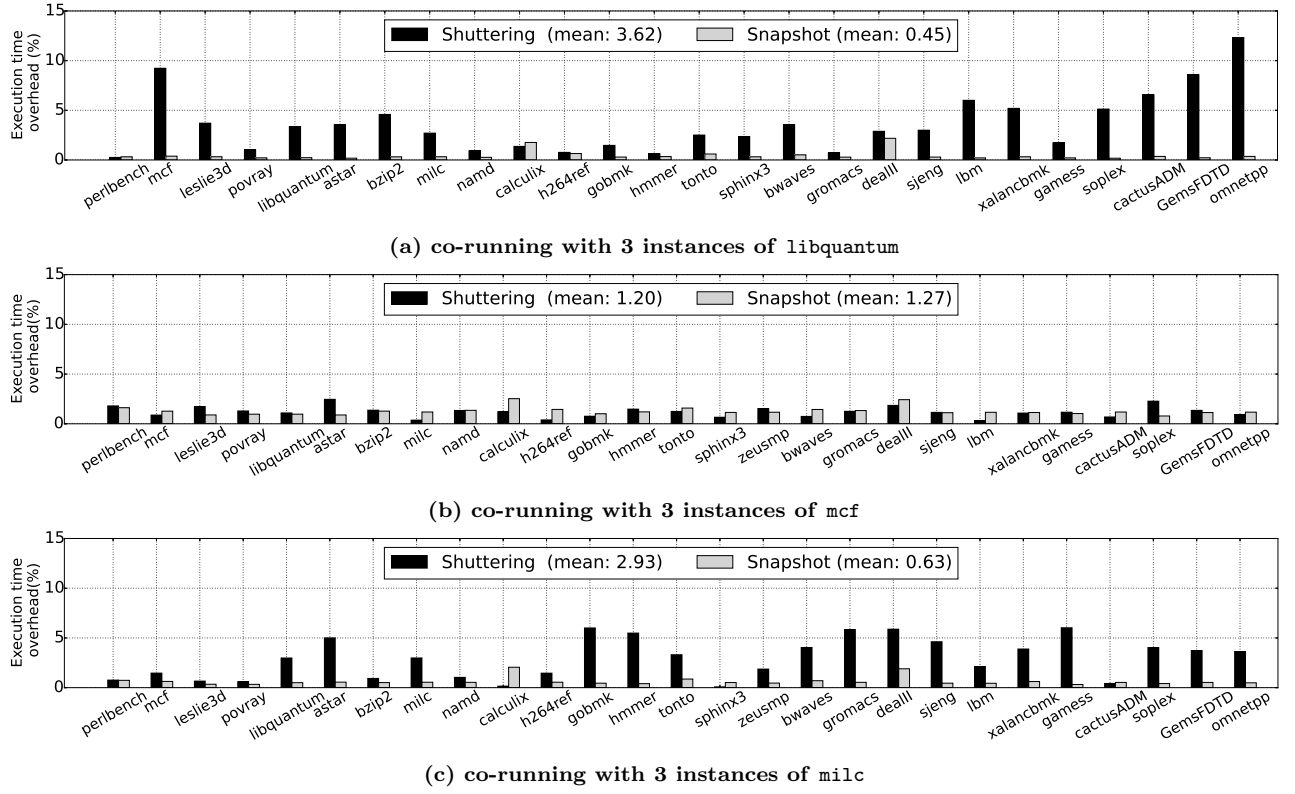 15
10
5
0
Execution time
overhead (%)
Shuttering (mean: 3.62)
Snapshot (mean: 0.45)
perlbench
mcf
leslie3d
povray
libquantum
astar
bzip2
milc
namd
calculix
h264ref
gobmk
hmmer
tonto
sphinx3
bwaves
gromacs
dealII
sjeng
lbm
xalancbmk
gamess
soplex
cactusADM
GemsFDTD
omnetpp
(a) co-running with 3 instances of libquantum
15
10
5
0
Execution time
overhead(%)
Shuttering (mean: 1.20)
Snapshot (mean: 1.27)
perlbench
mcf
leslie3d
povray
libquantum
astar
bzip2
milc
namd
calculix
h264ref
gobmk
hmmer
tonto
sphinx3
zeusmp
bwaves
gromacs
dealII
sjeng
lbm
xalancbmk
gamess
cactusADM
soplex
GemsFDTD
omnetpp
(b) co-running with 3 instances of mcf
15
10
5
0
Execution time
overhead(%)
Shuttering (mean: 2.93)
Snapshot (mean: 0.63)
perlbench
mcf
leslie3d
povray
libquantum
astar
bzip2
milc
namd
calculix
h264ref
gobmk
hmmer
tonto
sphinx3
zeusmp
bwaves
gromacs
dealII
sjeng
lbm
xalancbmk
gamess
cactusADM
soplex
GemsFDTD
omnetpp
(c) co-running with 3 instances of milc